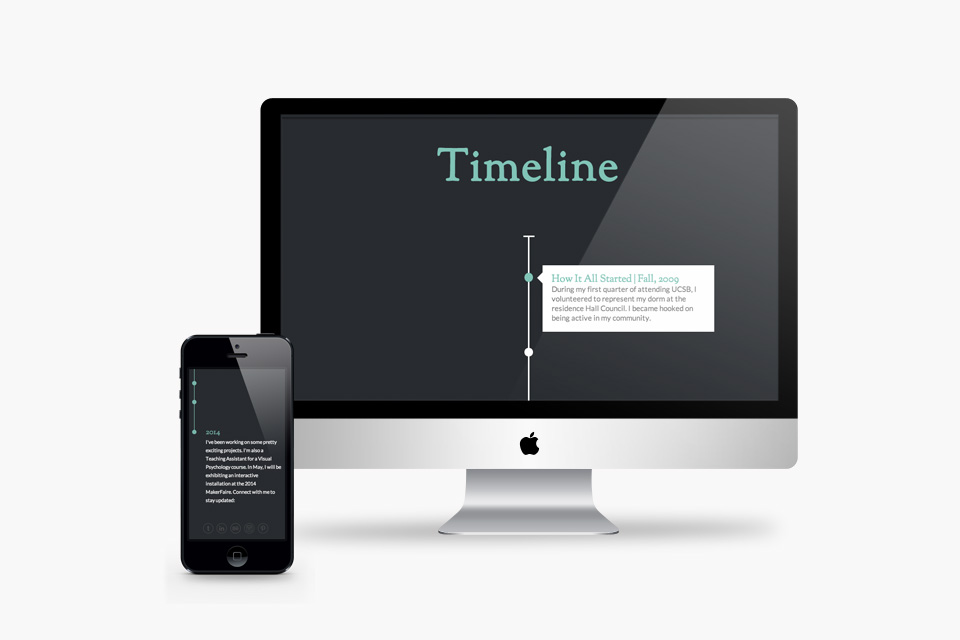 Timeline
How It All Started | Fall, 2009
During my first quarter of attending UCSB, I
volunteered to represent my dorm at the
residence Hall Council. I became hooked on
being active in my community.
2014
I've been working on some pretty
exciting projects. I'm also a
Teaching Assistant for a Visual
Psychology course. In May, I will be
exhibiting an interactive
installation at the 2014
MakerFaire. Connect with me to
stay updated: